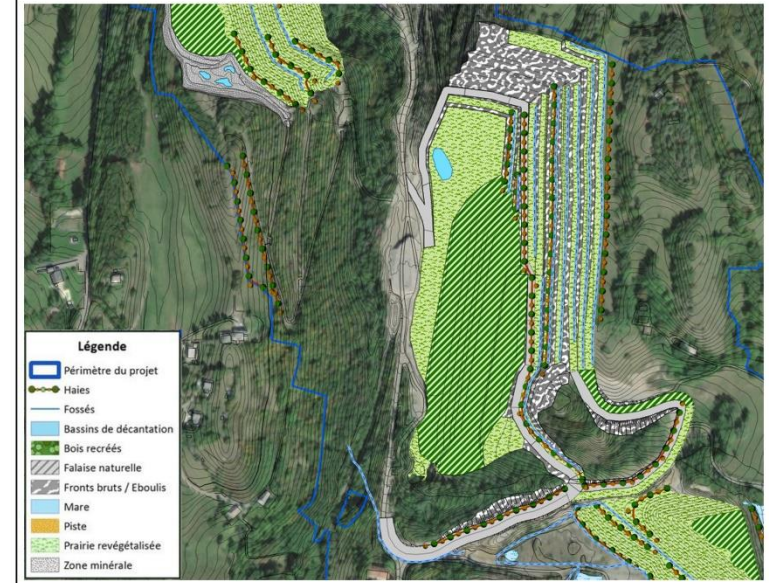 Légende
Périmètre du projet
Haies
Fossés
Bassins de décantation
Bois recréés
Falaise naturelle
Fronts bruts / Eboulis
Mare
Piste
Prairie revégétalisée
Zone minérale